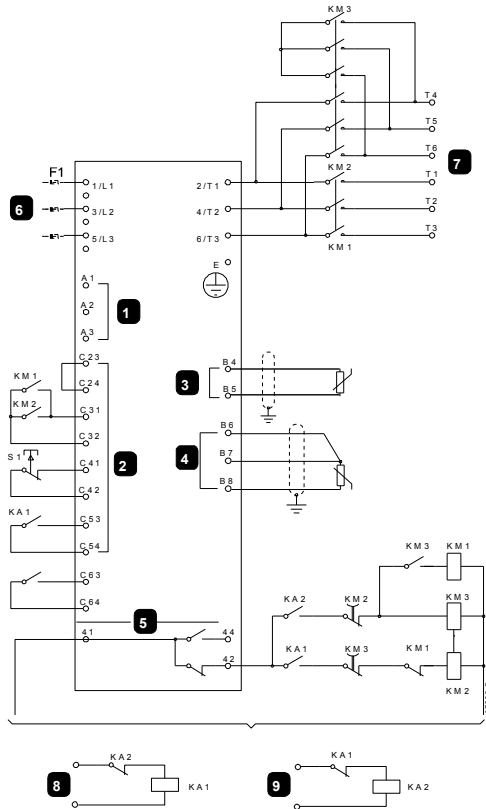 KM3
T4
T5
T6
7
F1
KM2
1/L1
2/T1
T1
6
3/L2
4/T2
T2
5/L3
6/T3
T3
KM1
E
A1
A2
1
A3
C23
B4
KM1
3
C24
B5
KM2
C31
B6
C32
S1
2
4
B7
C41
C42
B8
KA1
C53
C54
KM3
KM1
C63
KA2
KM2
KM3
C64
5
41
44
KA1
KM3
KM1
42
KM2
KA2
KA1
8
KA1
9
KA2